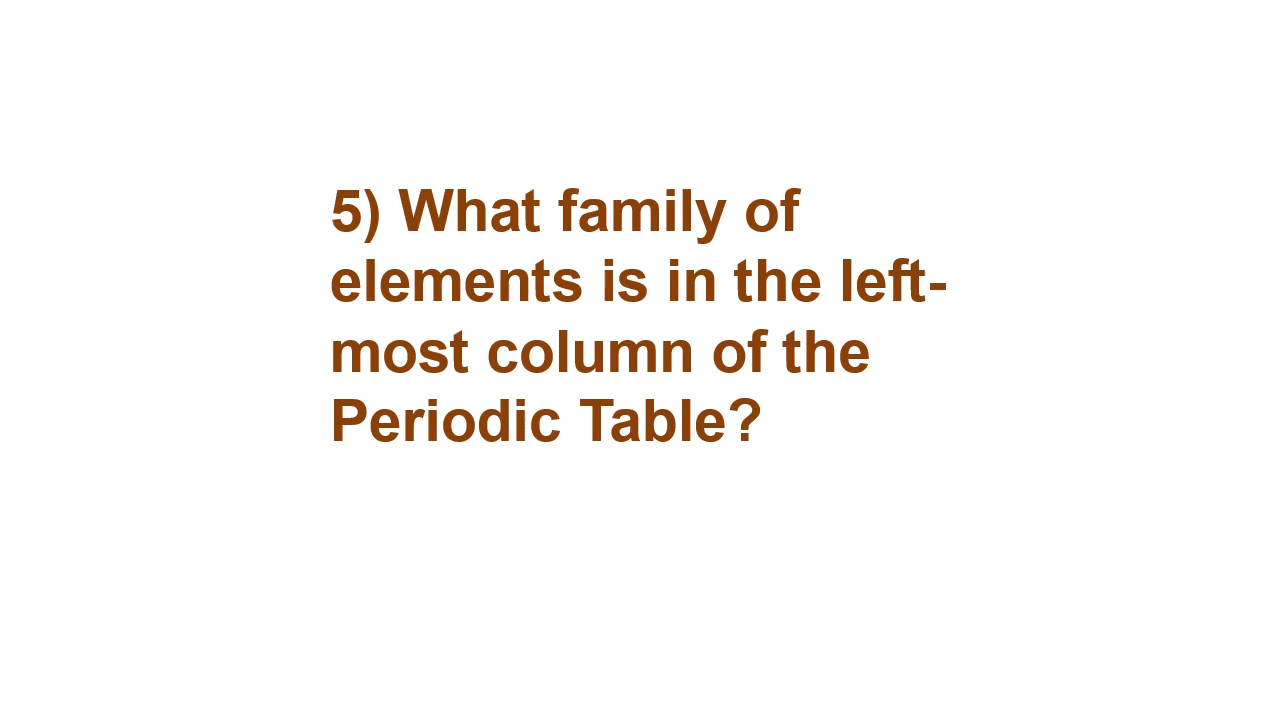 5) What family of
elements is in the left-
most column of the
Periodic Table?